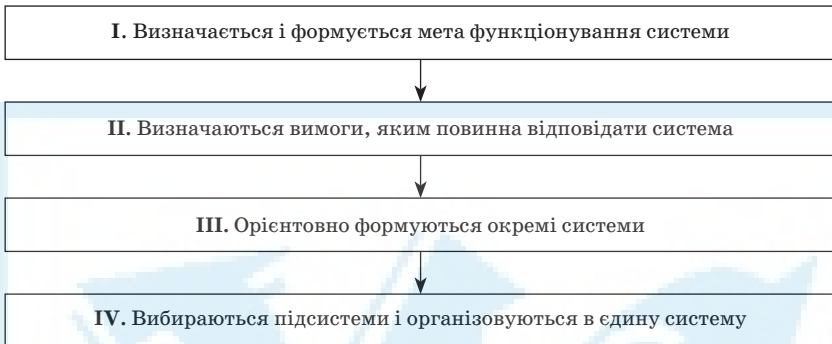 I. Визначається і формується мета функціонування системи
II. Визначаються вимоги, яким повинна відповідати система
III. Орієнтовно формуються окремі системи
IV. Вибираються підсистеми і організовуються в єдину систему